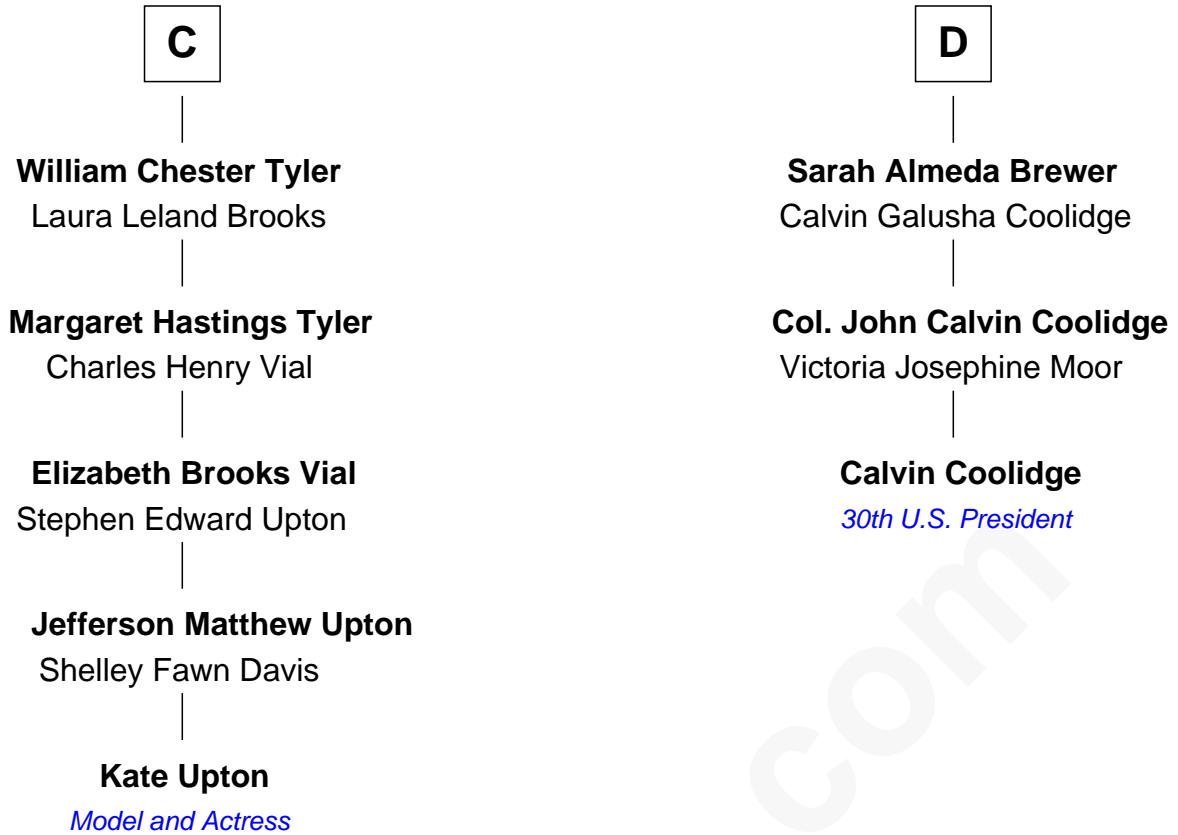 C
William Chester Tyler
Laura Leland Brooks
Margaret Hastings Tyler
Charles Henry Vial
Elizabeth Brooks Vial
Stephen Edward Upton
Jefferson Matthew Upton
Shelley Fawn Davis
Kate Upton
Model and Actress
D
Sarah Almeda Brewer
Calvin Galusha Coolidge
Col. John Calvin Coolidge
Victoria Josephine Moor
Calvin Coolidge
30th U.S. President
com